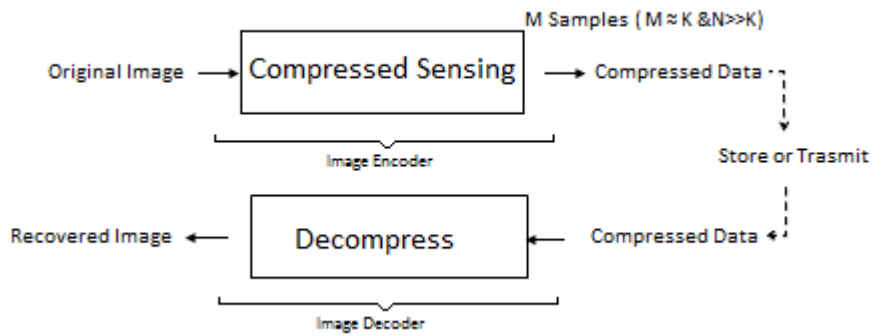 M Samples ( M ≈ K &N>>K)
Original Image
Compressed Sensing
Compressed Data
Image Encoder
Store or Trasmit
Recovered Image
Decompress
Compressed Data
Image Decoder